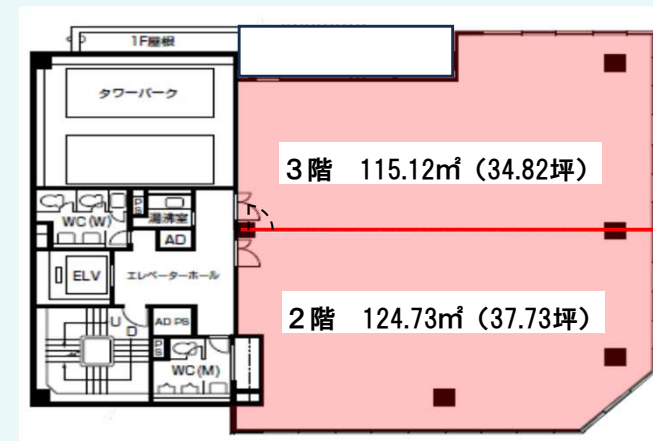 1F屋根
タワーパーク
3階 115.12㎡（34.82坪）
WC(W)
PS
湯沸室
AD
ELV
エレベーターホール
U
D
AD PS
2階 124.73㎡（37.73坪）
PS
WC(M)